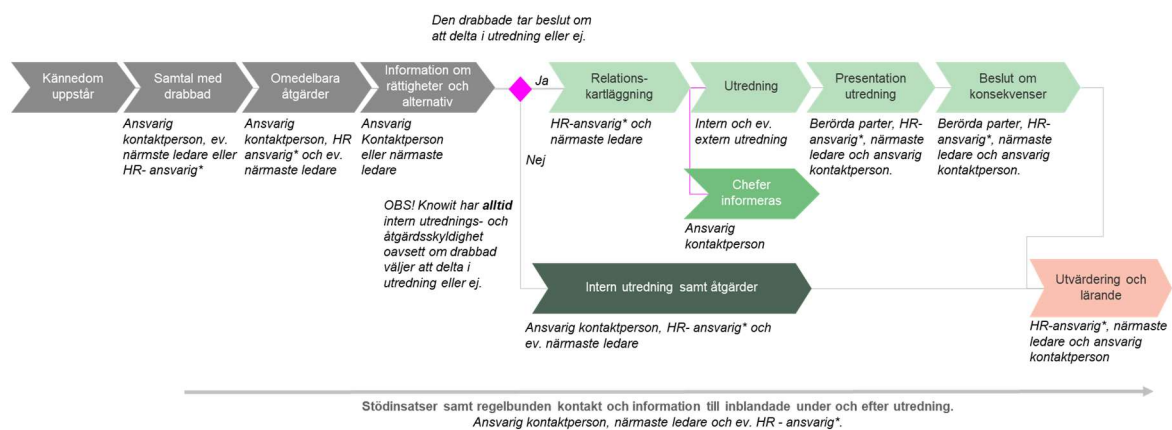 Den drabbade tar beslut om
att delta i utredning eller ej.
Kännedom
uppstår
Samtal med
drabbad
Omedelbara
åtgärder
Information om
rättigheter och
alternativ
Ja
Nej
Relations-
kartläggning
Utredning
Presentation
utredning
Beslut om
konsekvenser
Ansvarig
kontaktperson, ev.
närmste ledare eller
HR- ansvarig*
Ansvarig
kontaktperson, HR
ansvarig* och ev.
närmaste ledare
Ansvarig
Kontaktperson
eller närmaste
ledare
HR-ansvarig* och
närmaste ledare
Intern och ev.
extern utredning
Berörda parter, HR-
ansvarig*, närmaste
ledare och ansvarig
kontaktperson.
Berörda parter, HR-
ansvarig*, närmaste
ledare och ansvarig
kontaktperson.
Chefer
informeras
Ansvarig
kontaktperson
OBS! Knowit har alltid
intern utrednings- och
åtgärdsskyldighet
oavsett om drabbad
väljer att delta i
utredning eller ej.
Intern utredning samt åtgärder
Ansvarig kontaktperson, HR- ansvarig* och
ev. närmaste ledare
Utvärdering och
lärande
HR-ansvarig*, närmaste
ledare och ansvarig
kontaktperson
Stödinsatser samt regelbunden kontakt och information till inblandade under och efter utredning.
Ansvarig kontaktperson, närmaste ledare och ev. HR - ansvarig*.